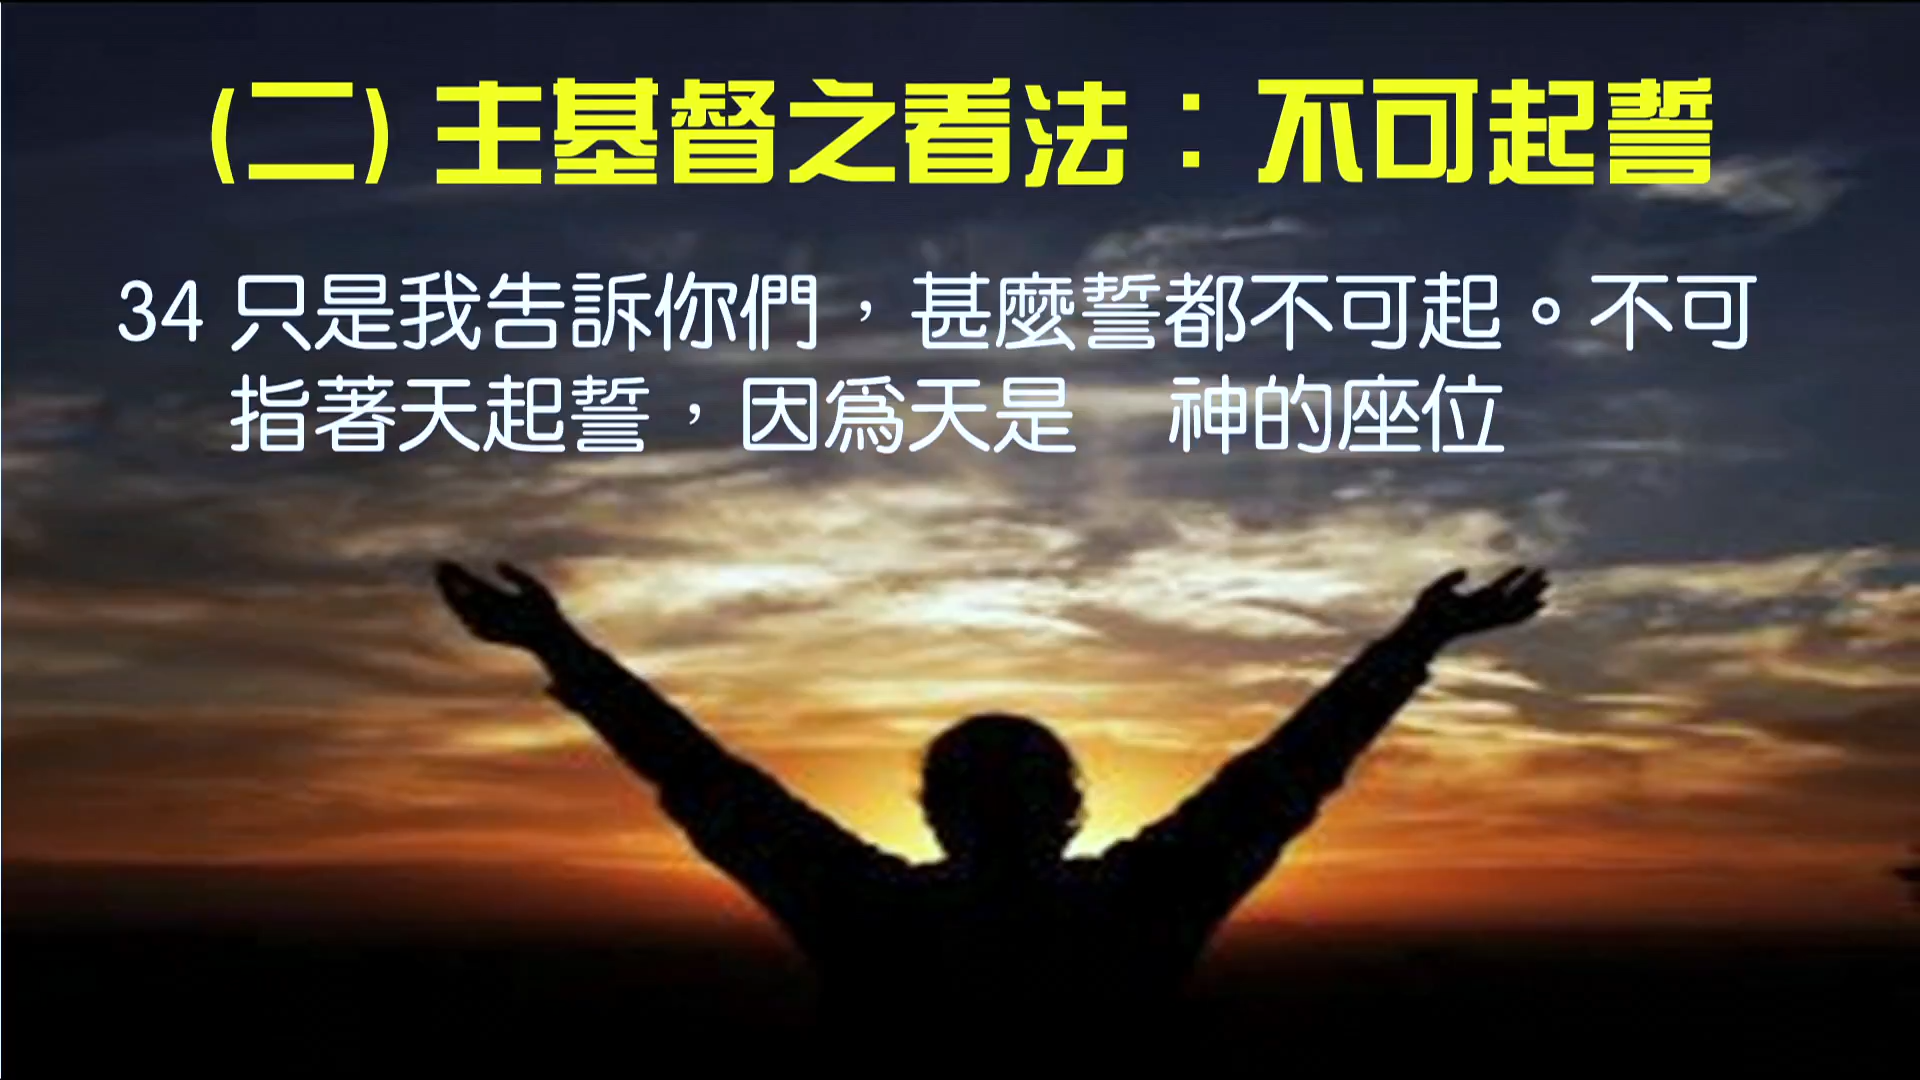 (二) 主基督之看法：不可起誓
34 只是我告訴你們，甚麼誓都不可起。不可
指著天起誓，因為天是　神的座位